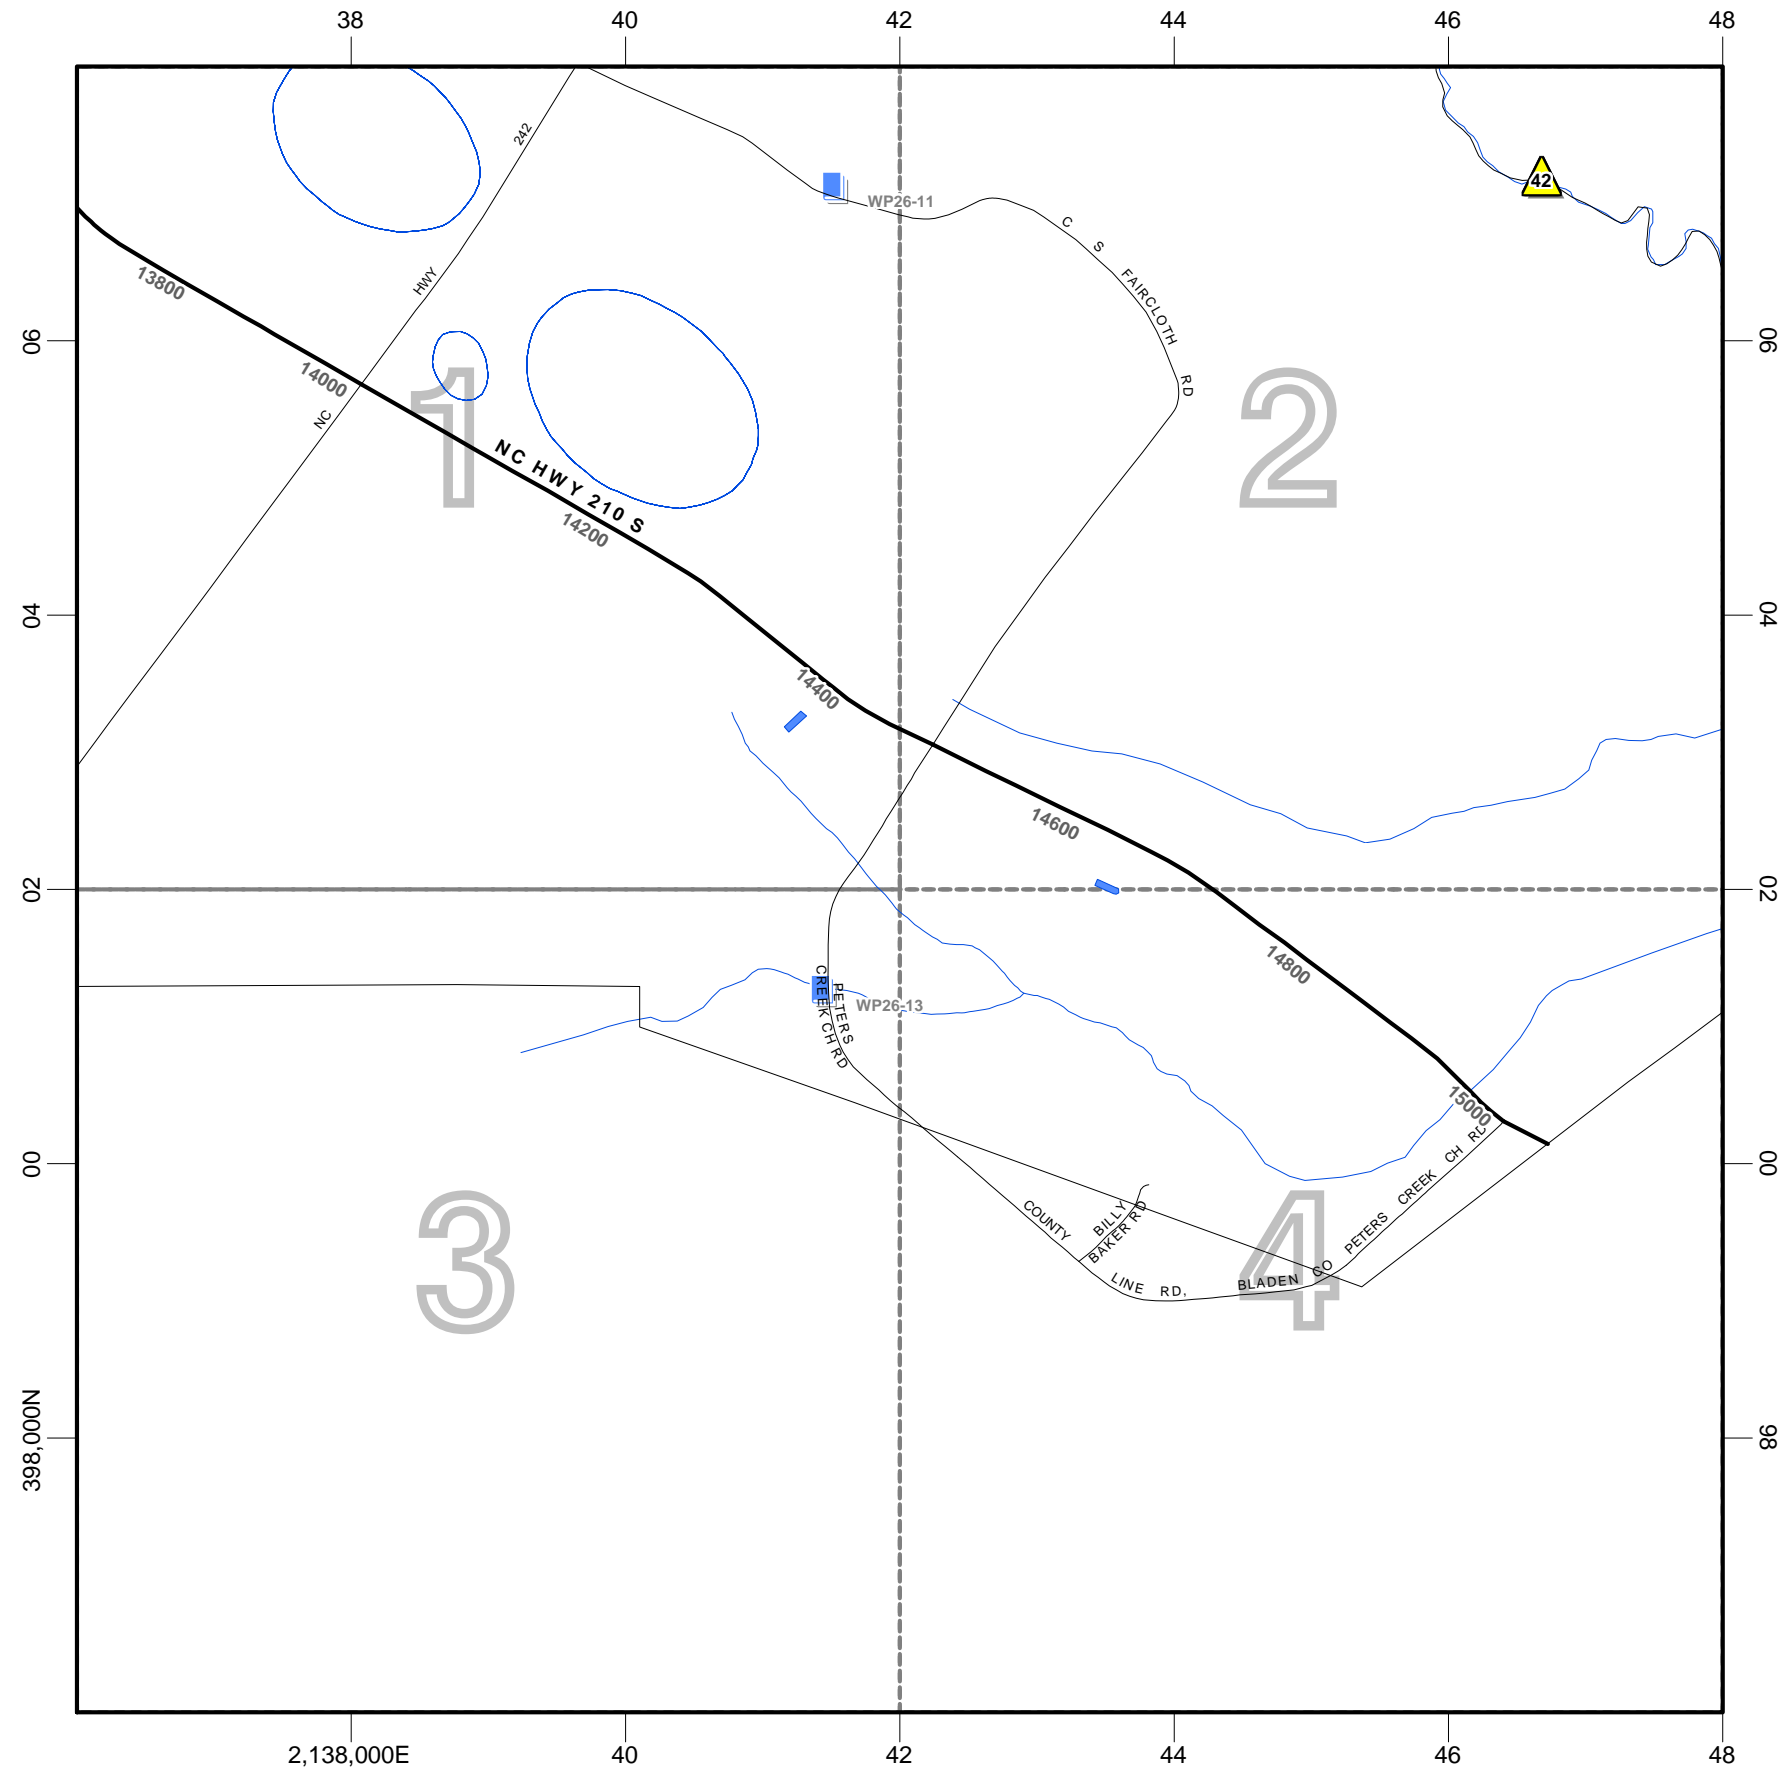 38 40 42 44 46 48
242
42
WP26-11
C S FAIRCLOTH RD
HWY
13800
06 06
14000
1
2
NC
NC HWY 210 S
14200
04 04
14400
14600
02 02
14800
PETERS
CREEK CH RD
WP26-13
15000
00 00
PETERS CREEK CH RD
3
4
BILLY
BAKER RD
COUNTY LINE RD, BLADEN CO
398,000N 98
2,138,000E 40 42 44 46 48